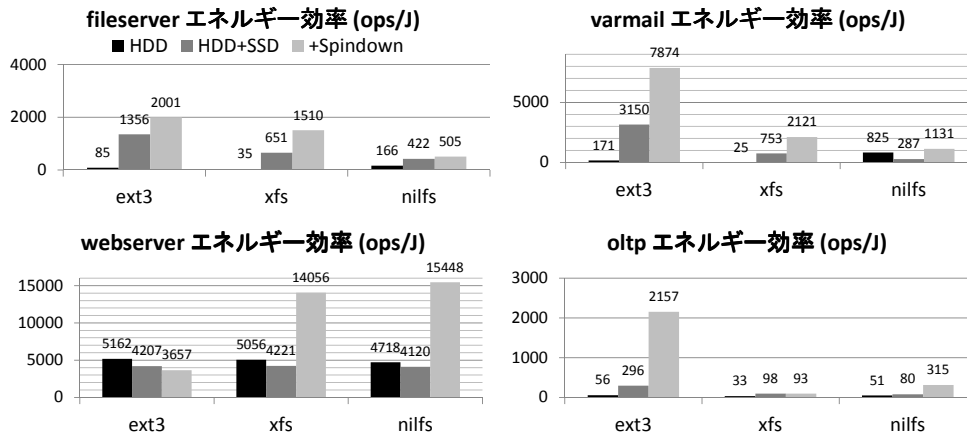 fileserver エネルギー効率 (ops/J)
HDD HDD+SSD +Spindown
4000
2000
0
85 1356 2001
35 651 1510
166 422 505
ext3 xfs nilfs
varmail エネルギー効率 (ops/J)
5000
0
171 3150 7874
25 753 2121
825 287 1131
ext3 xfs nilfs
webserver エネルギー効率 (ops/J)
15000
10000
5000
0
5162 4207 3657
5056 4221 14056
4718 4120 15448
ext3 xfs nilfs
oltp エネルギー効率 (ops/J)
3000
2000
1000
0
56 296 2157
33 98 93
51 80 315
ext3 xfs nilfs